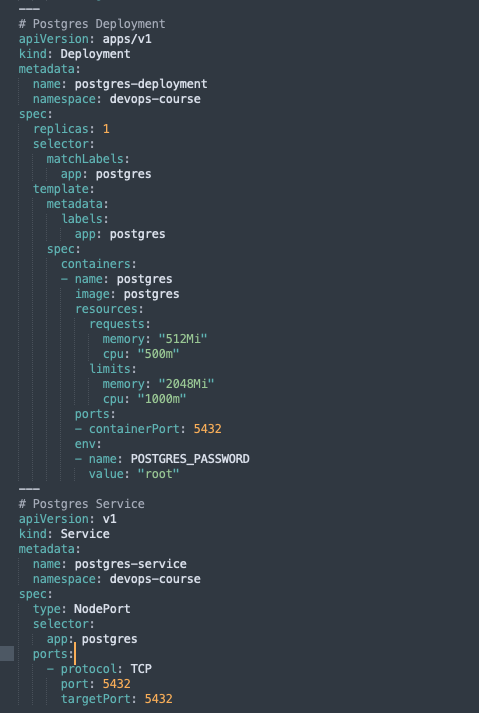 ---
# Postgres Deployment
apiVersion: apps/v1
kind: Deployment
metadata:
  name: postgres-deployment
  namespace: devops-course
spec:
  replicas: 1
  selector:
    matchLabels:
      app: postgres
  template:
    metadata:
      labels:
        app: postgres
    spec:
      containers:
      - name: postgres
        image: postgres
        resources:
          requests:
            memory: "512Mi"
            cpu: "500m"
          limits:
            memory: "2048Mi"
            cpu: "1000m"
        ports:
        - containerPort: 5432
        env:
        - name: POSTGRES_PASSWORD
          value: "root"
---
# Postgres Service
apiVersion: v1
kind: Service
metadata:
  name: postgres-service
  namespace: devops-course
spec:
  type: NodePort
  selector:
    app: postgres
  ports:
    - protocol: TCP
      port: 5432
      targetPort: 5432